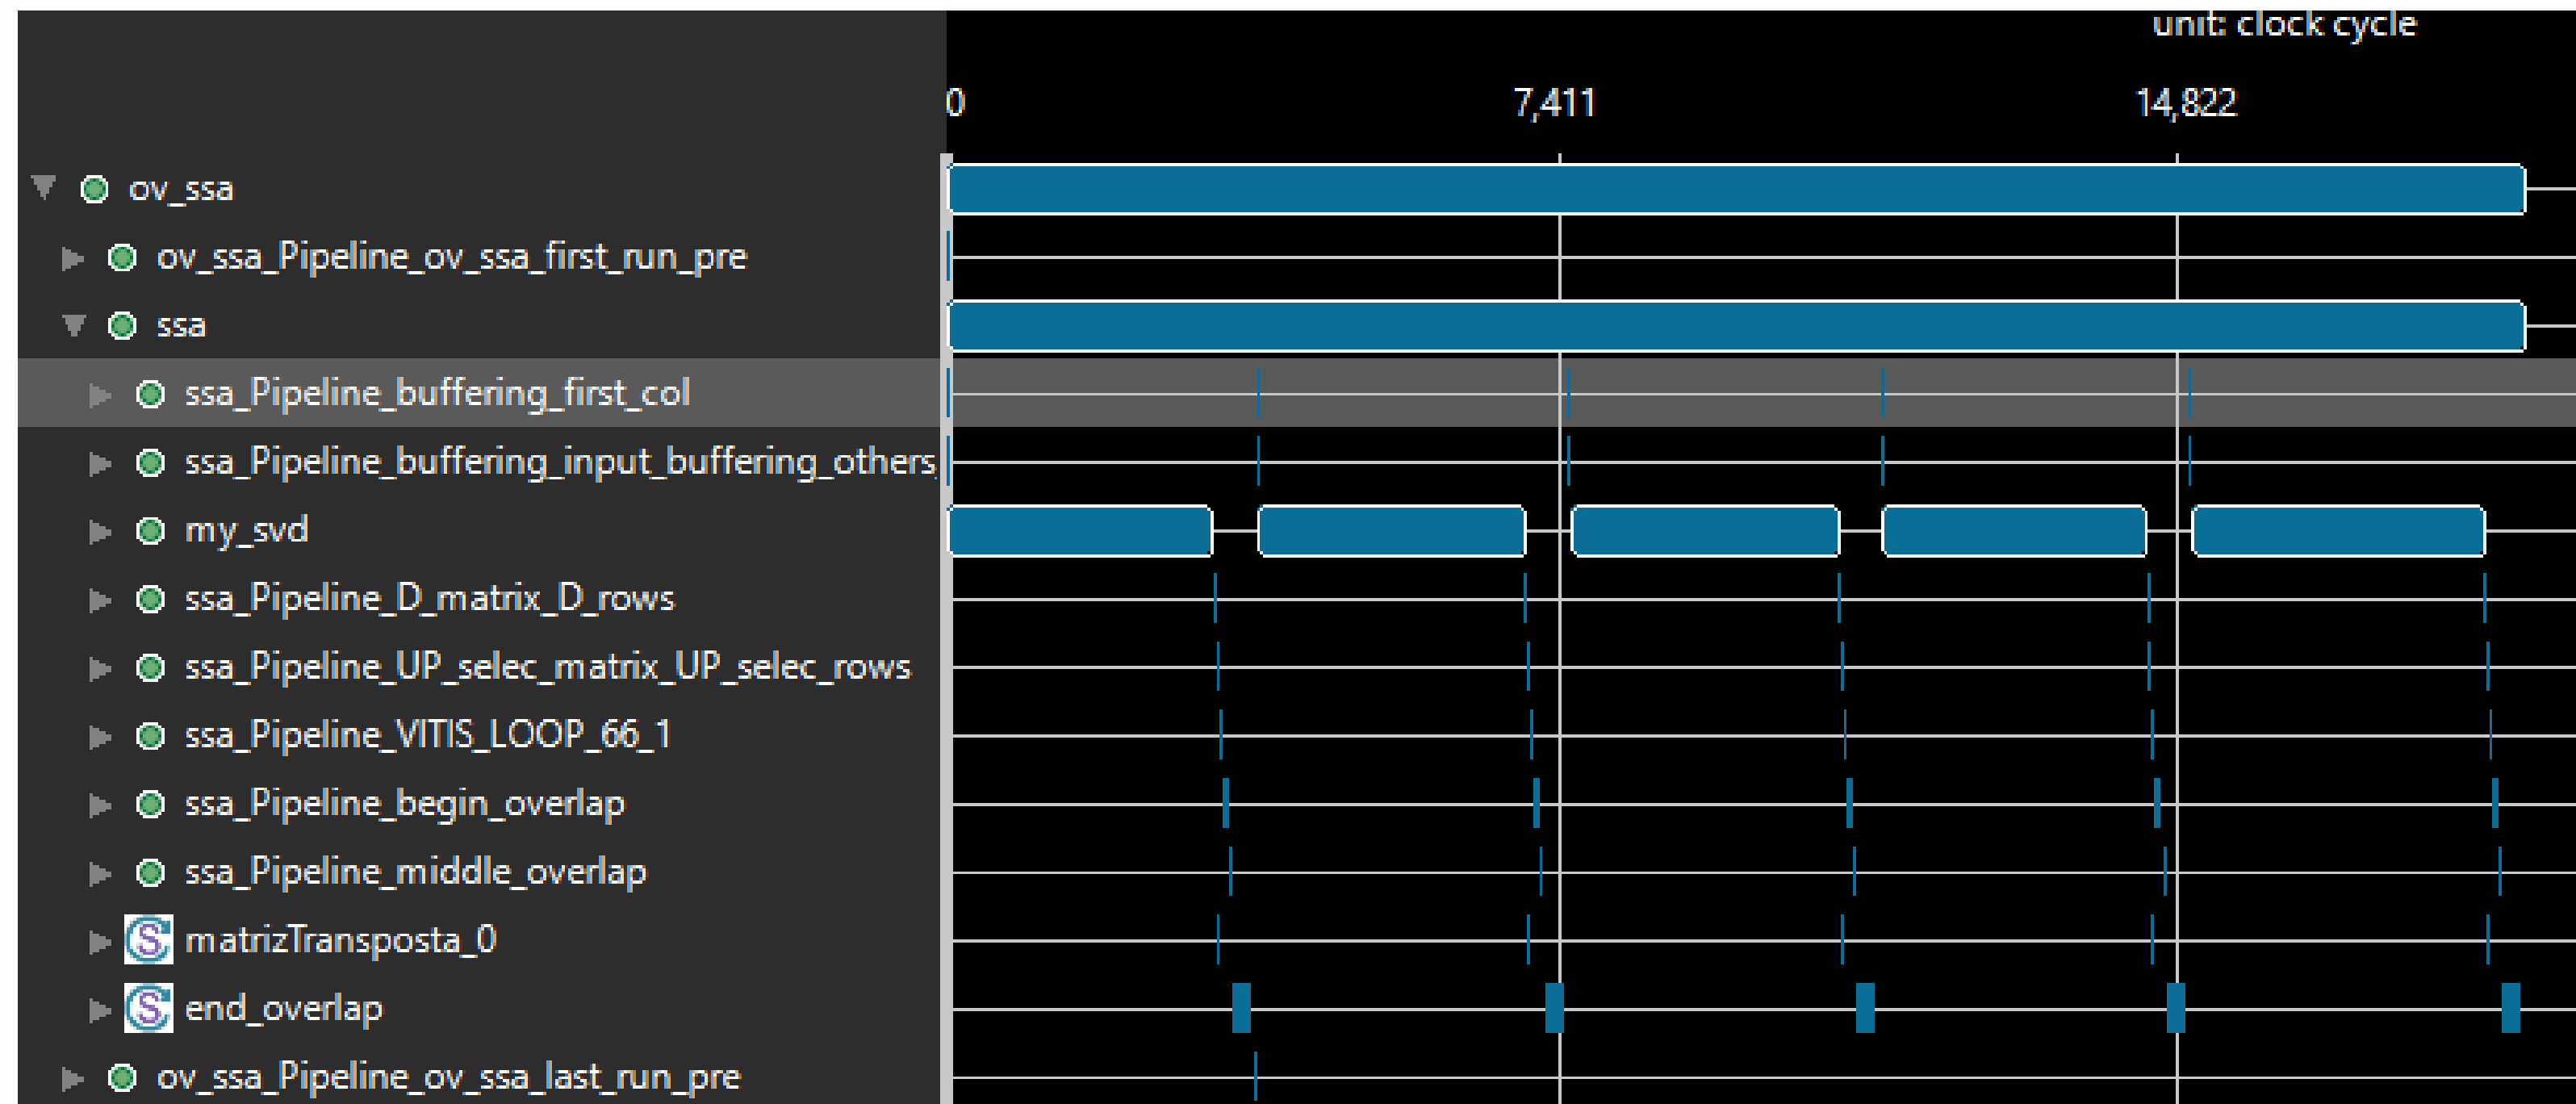 unit: clock cycle
0 7,411 14,822
ov_ssa
ov_ssa_Pipeline_ov_ssa_first_run_pre
ssa
ssa_Pipeline_buffering_first_col
ssa_Pipeline_buffering_input_buffering_others_
my_svd
ssa_Pipeline_D_matrix_D_rows
ssa_Pipeline_UP_selec_matrix_UP_selec_rows
ssa_Pipeline_VITIS_LOOP_66_1
ssa_Pipeline_begin_overlap
ssa_Pipeline_middle_overlap
S matrizTransposta_0
S end_overlap
ov_ssa_Pipeline_ov_ssa_last_run_pre